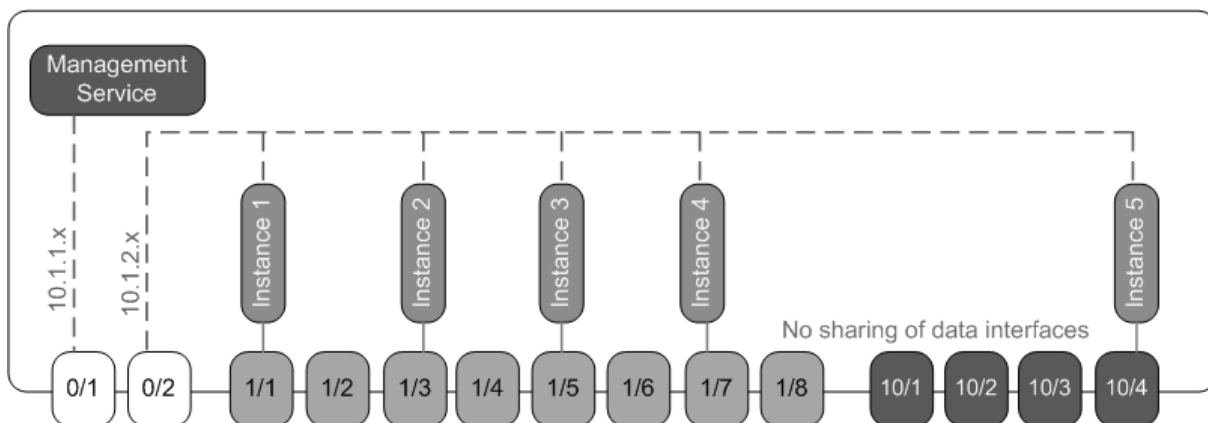 Management
Service
10.1.1.x
10.1.2.x
Instance 1
Instance 2
Instance 3
Instance 4
Instance 5
No sharing of data interfaces
0/1
0/2
1/1
1/2
1/3
1/4
1/5
1/6
1/7
1/8
10/1
10/2
10/3
10/4